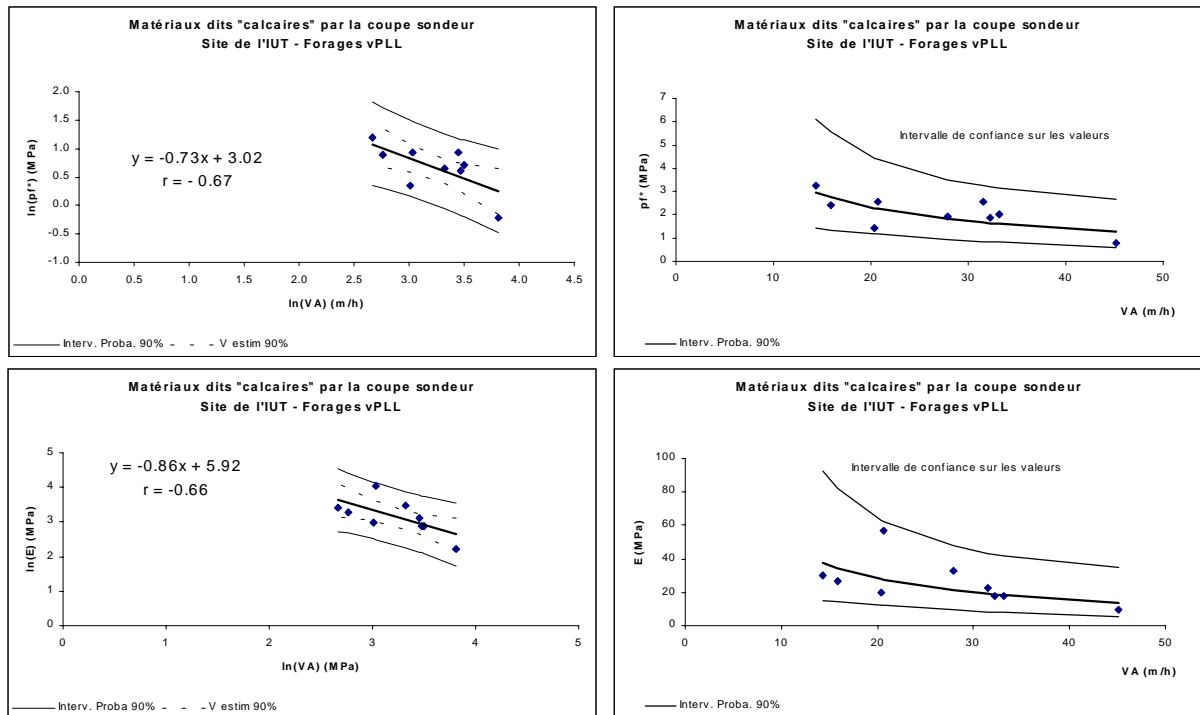 Matériaux dits "calcaires" par la coupe sondeur
Site de l'IUT - Forages vPLL
2.0
1.5
1.0
0.5
0.0
-0.5
-1.0
ln(pf*) (MPa)
y = -0.73x + 3.02
r = - 0.67
0.0 0.5 1.0 1.5 2.0 2.5 3.0 3.5 4.0 4.5
ln(VA) (m/h)
Interv. Proba. 90% - - - V estim 90%
Matériaux dits "calcaires" par la coupe sondeur
Site de l'IUT - Forages vPLL
7
6
5
4
3
2
1
0
pf* (MPa)
Intervalle de confiance sur les valeurs
0 10 20 30 40 50
VA (m/h)
Interv. Proba. 90%
Matériaux dits "calcaires" par la coupe sondeur
Site de l'IUT - Forages vPLL
5
4
3
2
1
0
ln(E) (MPa)
y = -0.86x + 5.92
r = -0.66
0 1 2 3 4 5
ln(VA) (MPa)
Interv. Proba 90% - - - V estim 90%
Matériaux dits "calcaires" par la coupe sondeur
Site de l'IUT - Forages vPLL
100
80
60
40
20
0
E (MPa)
Intervalle de confiance sur les valeurs
0 10 20 30 40 50
VA (m/h)
Interv. Proba. 90%